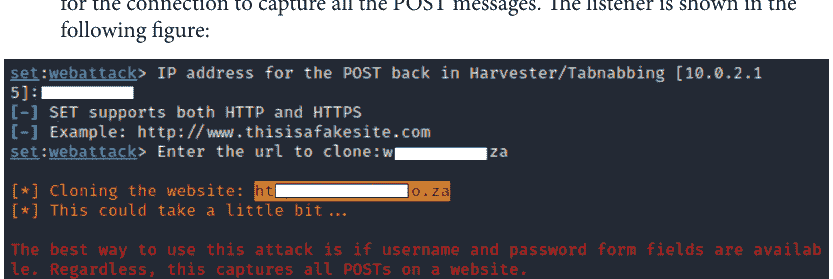 for the connection to capture all the POST messages. The listener is shown in the
following figure:
set:webattack> IP address for the POST back in Harvester/Tabnabbing [10.0.2.1
5]:
[-] SET supports both HTTP and HTTPS
[-] Example: http://www.thisisafakesite.com
set:webattack> Enter the url to clone:w za
[*] Cloning the website: ht o.za
[*] This could take a little bit...
The best way to use this attack is if username and password form fields are availab
le. Regardless, this captures all POSTs on a website.